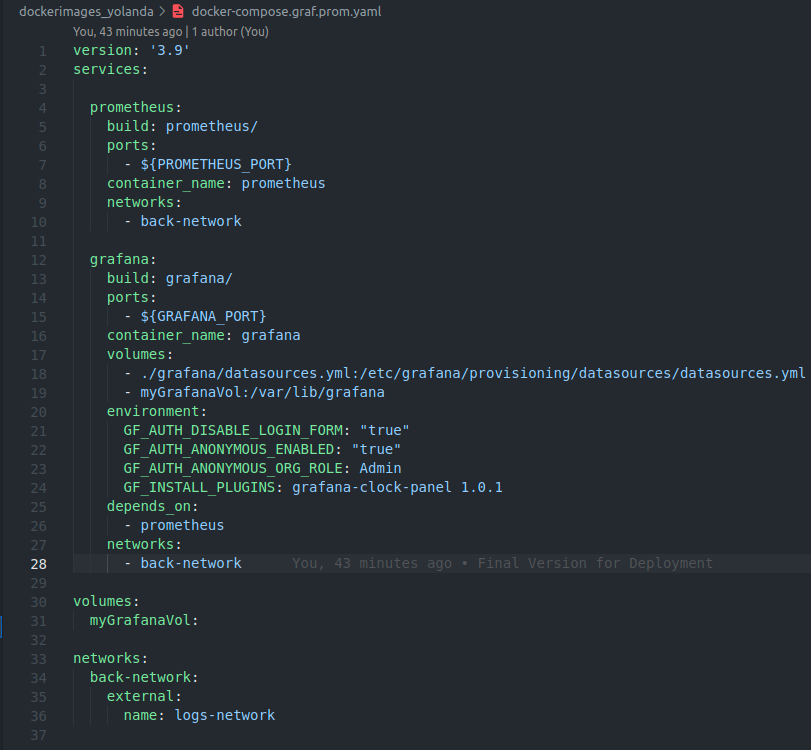 dockerimages_yolanda > docker-compose.graf.prom.yaml
You, 43 minutes ago | 1 author (You)
1 version: '3.9'
2 services:
3
4   prometheus:
5     build: prometheus/
6     ports:
7       - ${PROMETHEUS_PORT}
8     container_name: prometheus
9     networks:
10       - back-network
11
12   grafana:
13     build: grafana/
14     ports:
15       - ${GRAFANA_PORT}
16     container_name: grafana
17     volumes:
18       - ./grafana/datasources.yml:/etc/grafana/provisioning/datasources/datasources.yml
19       - myGrafanaVol:/var/lib/grafana
20     environment:
21       GF_AUTH_DISABLE_LOGIN_FORM: "true"
22       GF_AUTH_ANONYMOUS_ENABLED: "true"
23       GF_AUTH_ANONYMOUS_ORG_ROLE: Admin
24       GF_INSTALL_PLUGINS: grafana-clock-panel 1.0.1
25     depends_on:
26       - prometheus
27     networks:
28       - back-network      You, 43 minutes ago • Final Version for Deployment
29
30 volumes:
31   myGrafanaVol:
32
33 networks:
34   back-network:
35     external:
36       name: logs-network
37